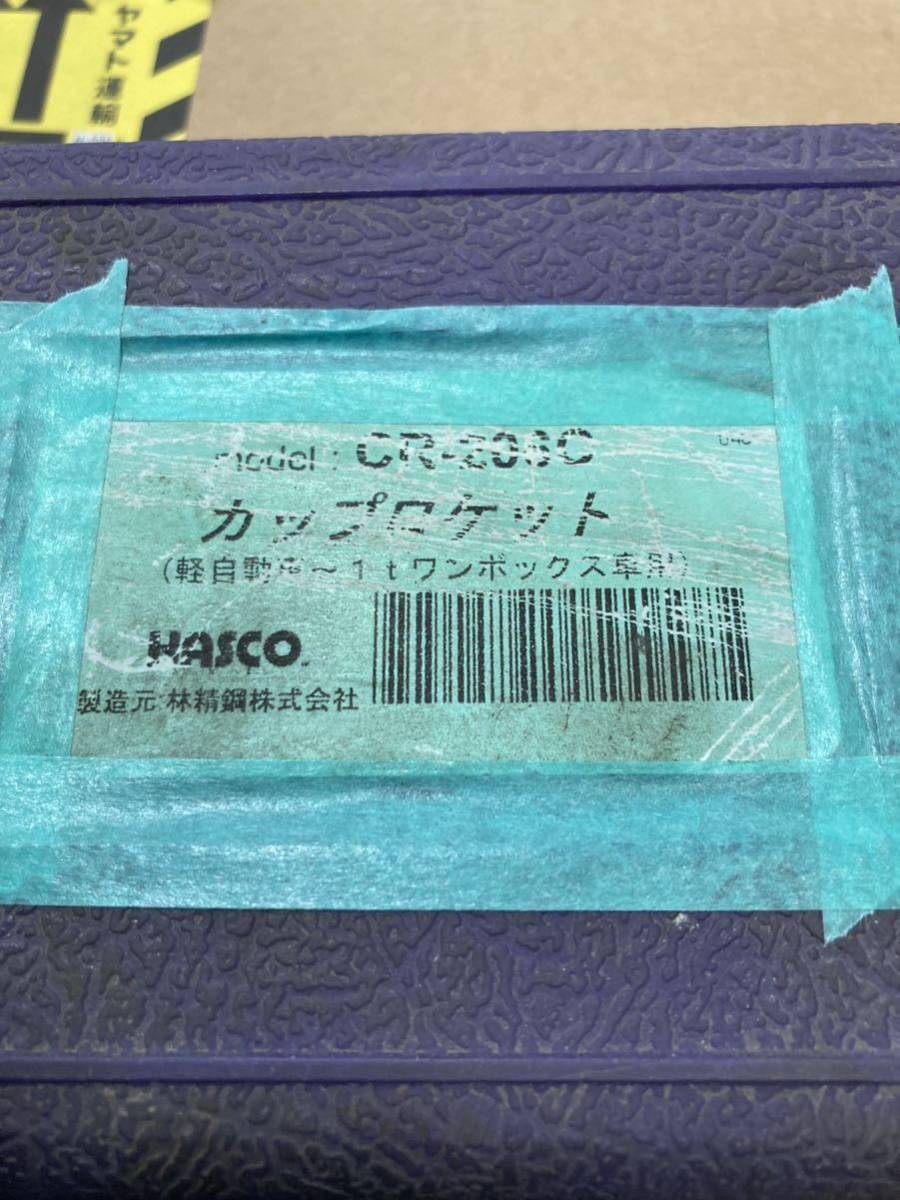 ヤマト運輸
model : CR-206C
カップロケット
(軽自動車～1tワンボックス車用)
HASCO
製造元 林精鋼株式会社